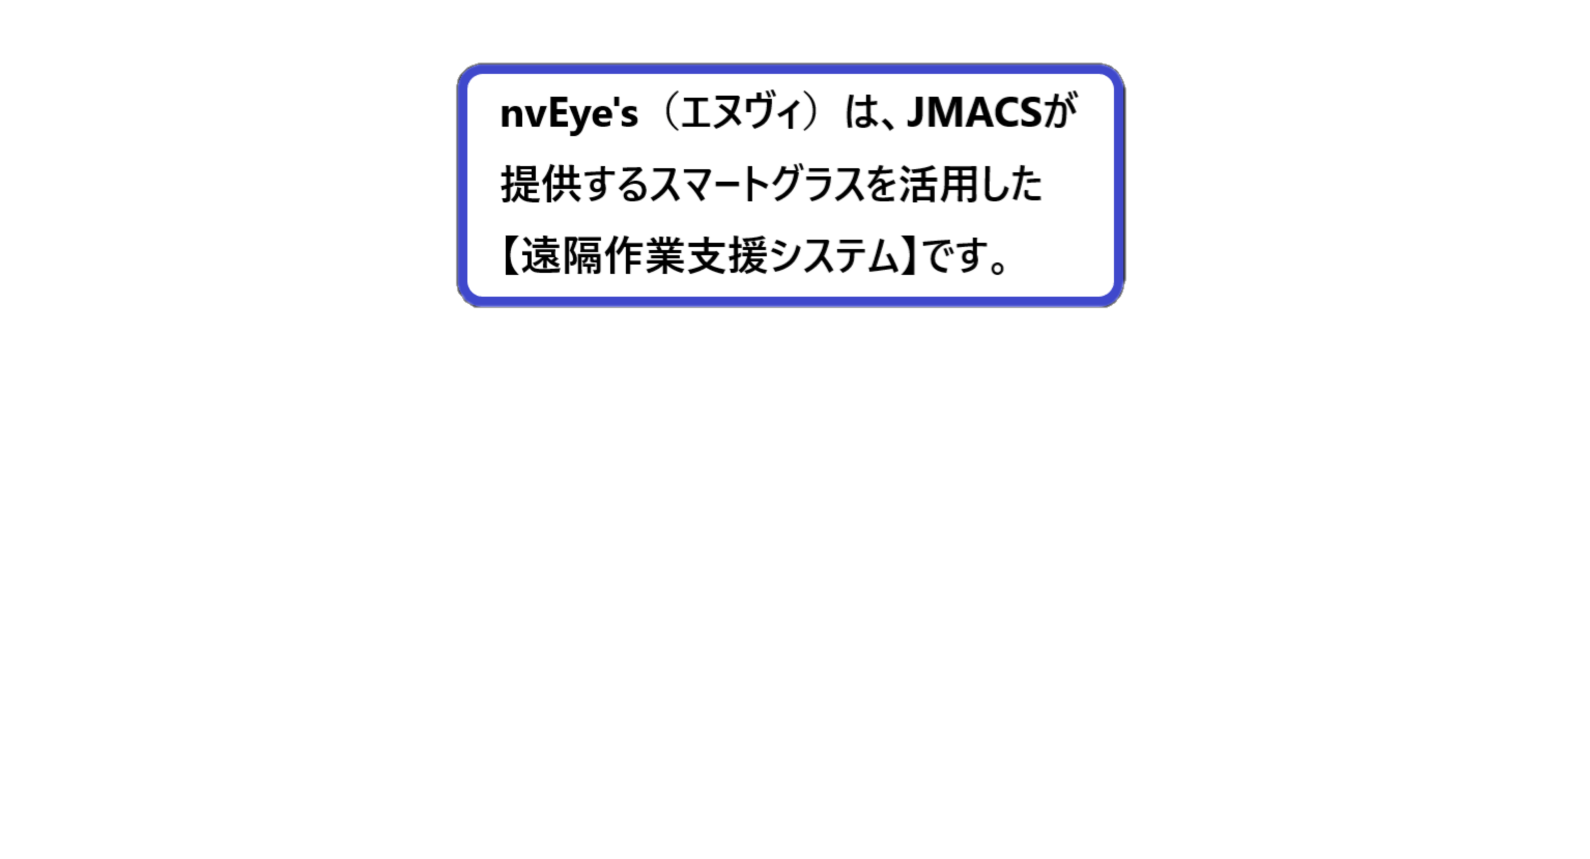 nvEye's（エヌヴィ）は、JMACSが
提供するスマートグラスを活用した
【遠隔作業支援システム】です。